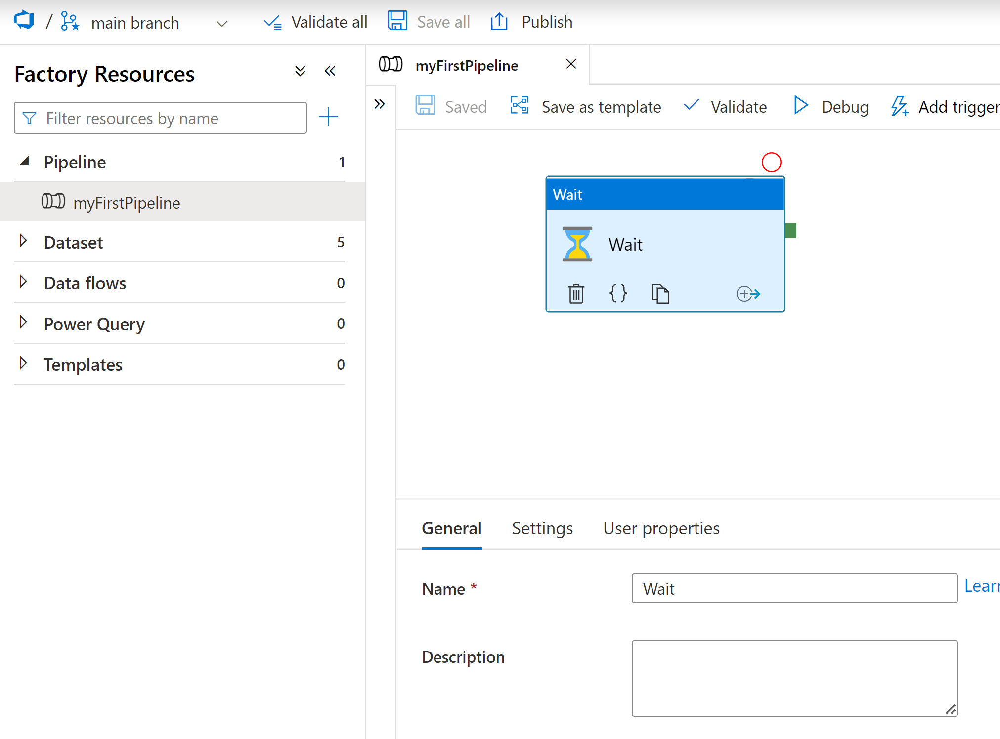 / main branch Validate all Save all Publish
Factory Resources
Filter resources by name
Pipeline 1
myFirstPipeline
Dataset 5
Data flows 0
Power Query 0
Templates 0
myFirstPipeline
Saved Save as template Validate Debug Add trigger
Wait
Wait
{}
General Settings User properties
Name *
Wait
Lear
Description